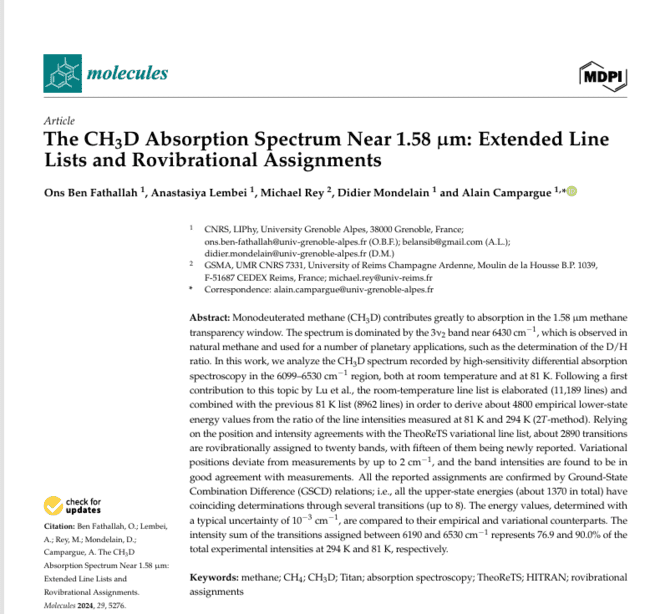 molecules
MDPI
Article
The CH₃D Absorption Spectrum Near 1.58 µm: Extended Line
Lists and Rovibrational Assignments
Ons Ben Fathallah ¹, Anastasiya Lembei ¹, Michael Rey ², Didier Mondelain ¹ and Alain Campargue ¹,*
1 CNRS, LIPhy, University Grenoble Alpes, 38000 Grenoble, France;
ons.ben-fathallah@univ-grenoble-alpes.fr (O.B.F.); belansib@gmail.com (A.L.);
didier.mondelain@univ-grenoble-alpes.fr (D.M.)
2 GSMA, UMR CNRS 7331, University of Reims Champagne Ardenne, Moulin de la Housse B.P. 1039,
F-51687 CEDEX Reims, France; michael.rey@univ-reims.fr
* Correspondence: alain.campargue@univ-grenoble-alpes.fr
Abstract: Monodeuterated methane (CH₃D) contributes greatly to absorption in the 1.58 µm methane
transparency window. The spectrum is dominated by the 3ν₂ band near 6430 cm⁻¹, which is observed in
natural methane and used for a number of planetary applications, such as the determination of the D/H
ratio. In this work, we analyze the CH₃D spectrum recorded by high-sensitivity differential absorption
spectroscopy in the 6099–6530 cm⁻¹ region, both at room temperature and at 81 K. Following a first
contribution to this topic by Lu et al., the room-temperature line list is elaborated (11,189 lines) and
combined with the previous 81 K list (8962 lines) in order to derive about 4800 empirical lower-state
energy values from the ratio of the line intensities measured at 81 K and 294 K (2T-method). Relying
on the position and intensity agreements with the TheoReTS variational line list, about 2890 transitions
are rovibrationally assigned to twenty bands, with fifteen of them being newly reported. Variational
positions deviate from measurements by up to 2 cm⁻¹, and the band intensities are found to be in
good agreement with measurements. All the reported assignments are confirmed by Ground-State
Combination Difference (GSCD) relations; i.e., all the upper-state energies (about 1370 in total) have
coinciding determinations through several transitions (up to 8). The energy values, determined with
a typical uncertainty of 10⁻³ cm⁻¹, are compared to their empirical and variational counterparts. The
intensity sum of the transitions assigned between 6190 and 6530 cm⁻¹ represents 76.9 and 90.0% of the
total experimental intensities at 294 K and 81 K, respectively.
Keywords: methane; CH₄; CH₃D; Titan; absorption spectroscopy; TheoReTS; HITRAN; rovibrational
assignments
check for
updates
Citation: Ben Fathallah, O.; Lembei,
A.; Rey, M.; Mondelain, D.;
Campargue, A. The CH₃D
Absorption Spectrum Near 1.58 µm:
Extended Line Lists and
Rovibrational Assignments.
Molecules 2024, 29, 5276.